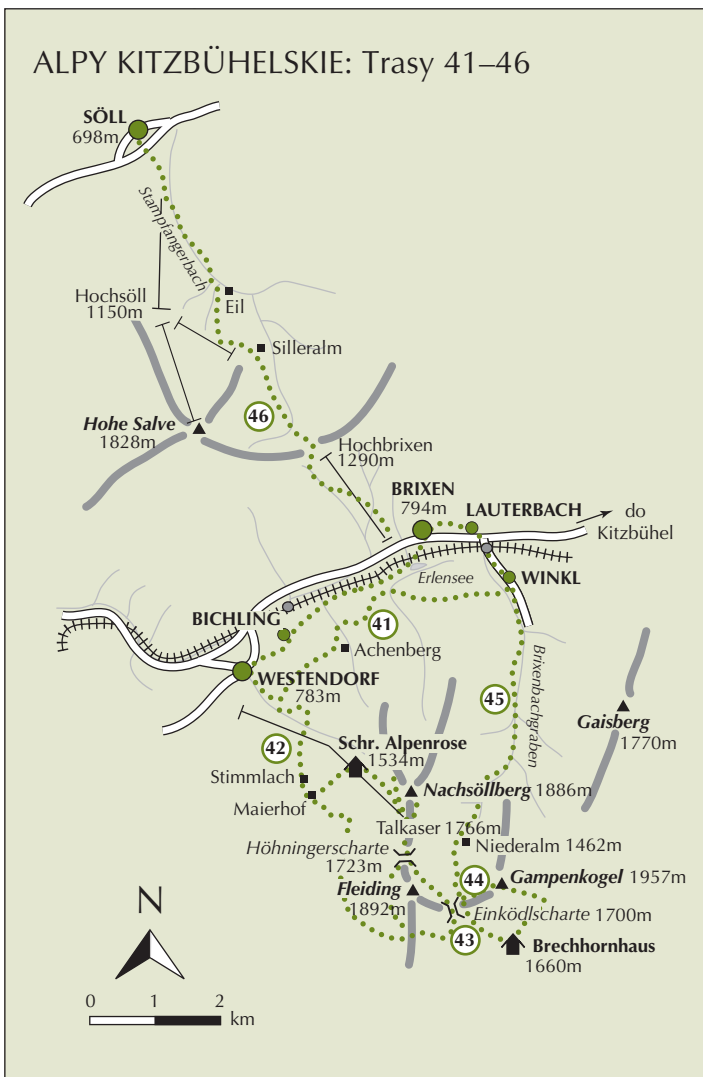 ALPY KITZBÜHELSKIE: Trasy 41–46
SÖLL
698m
Stampfangerbach
Hochsöll
1150m
Eil
Silleralm
46
Hohe Salve
1828m
Hochbrixen
1290m
BRIXEN
794m
LAUTERBACH
do
Kitzbühel
Erlensee
WINKL
BICHLING
41
Achenberg
WESTENDORF
783m
45
Brixenbachgräben
Gaisberg
1770m
42
Schr. Alpenrose
1534m
Stimmlach
Maierhof
Nachsöllberg 1886m
Talkaser 1766m
Höhningerscharte
1723m
Niederalm 1462m
44
Gampenkogel 1957m
Fleiding
1892m
Einködlscharte 1700m
43
Brechhornhaus
1660m
N
0 1 2
km